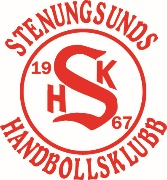 STENUNGSUNDS
19 K
H S 67
HANDBOLLSKLUBB